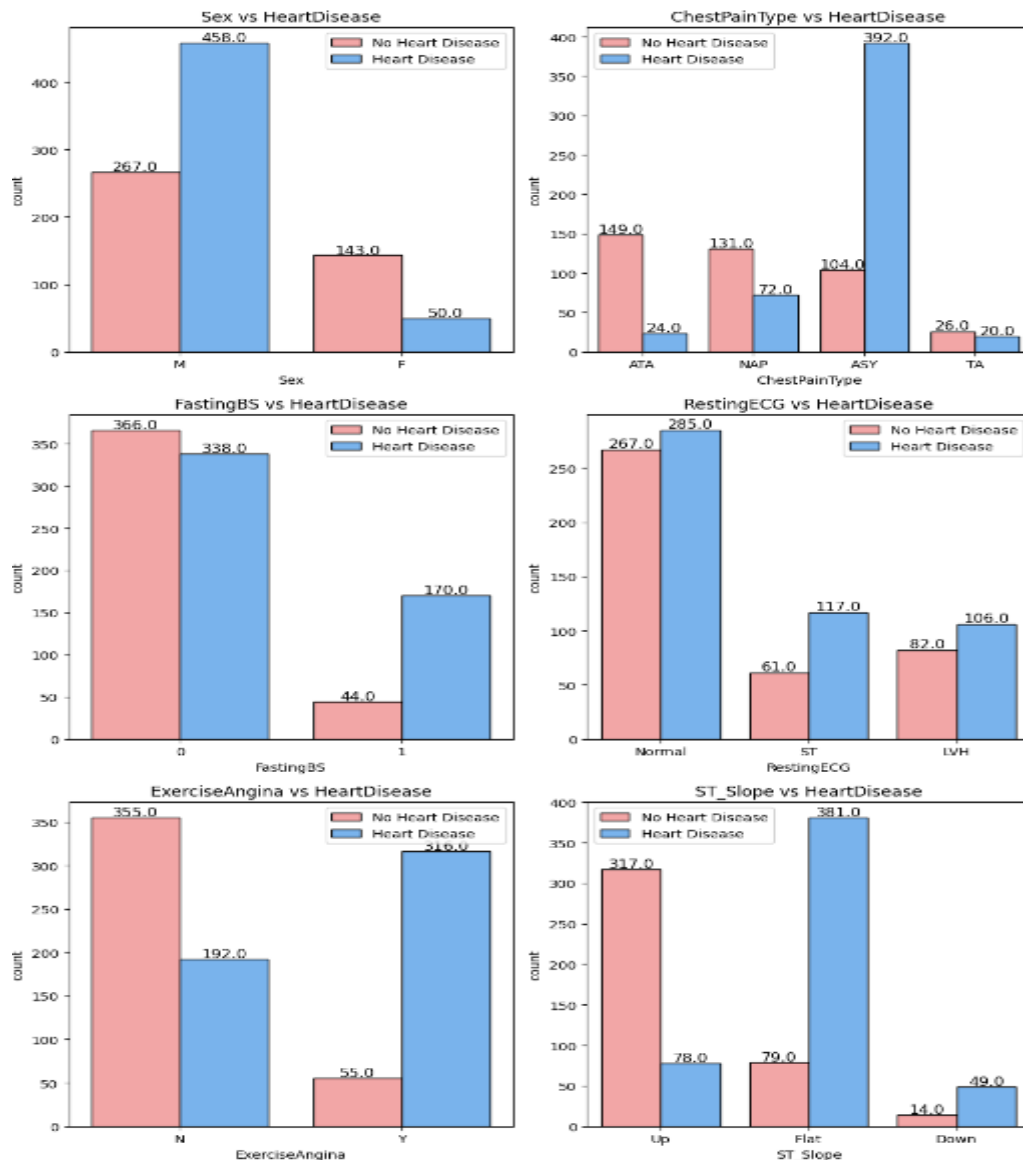 Sex vs HeartDisease
No Heart Disease
Heart Disease
458.0
267.0
143.0
50.0
count
400
300
200
100
0
M
F
Sex
ChestPainType vs HeartDisease
No Heart Disease
Heart Disease
392.0
149.0
24.0
131.0
72.0
104.0
26.0
20.0
count
400
350
300
250
200
150
100
50
0
ATA
NAP
ASY
TA
ChestPainType
FastingBS vs HeartDisease
No Heart Disease
Heart Disease
366.0
338.0
44.0
170.0
count
350
300
250
200
150
100
50
0
0
1
FastingBS
RestingECG vs HeartDisease
No Heart Disease
Heart Disease
267.0
285.0
61.0
117.0
82.0
106.0
count
250
200
150
100
50
0
Normal
ST
LVH
RestingECG
ExerciseAngina vs HeartDisease
No Heart Disease
Heart Disease
355.0
192.0
55.0
316.0
count
350
300
250
200
150
100
50
0
N
Y
ExerciseAngina
ST_Slope vs HeartDisease
No Heart Disease
Heart Disease
317.0
78.0
79.0
381.0
14.0
49.0
count
400
350
300
250
200
150
100
50
0
Up
Flat
Down
ST_Slope